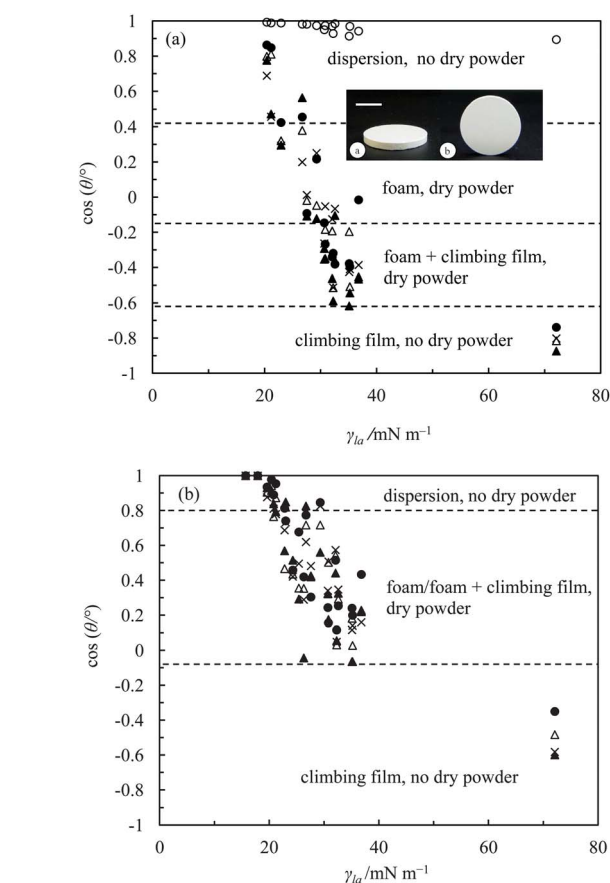 (a)
1
0.8
0.6
0.4
0.2
0
-0.2
-0.4
-0.6
-0.8
-1
cos (θ/°)
dispersion, no dry powder
a
b
foam, dry powder
foam + climbing film,
dry powder
climbing film, no dry powder
0 20 40 60 80
γla /mN m⁻¹
(b)
1
0.8
0.6
0.4
0.2
0
-0.2
-0.4
-0.6
-0.8
-1
cos (θ/°)
dispersion, no dry powder
foam/foam + climbing film,
dry powder
climbing film, no dry powder
0 20 40 60 80
γla /mN m⁻¹